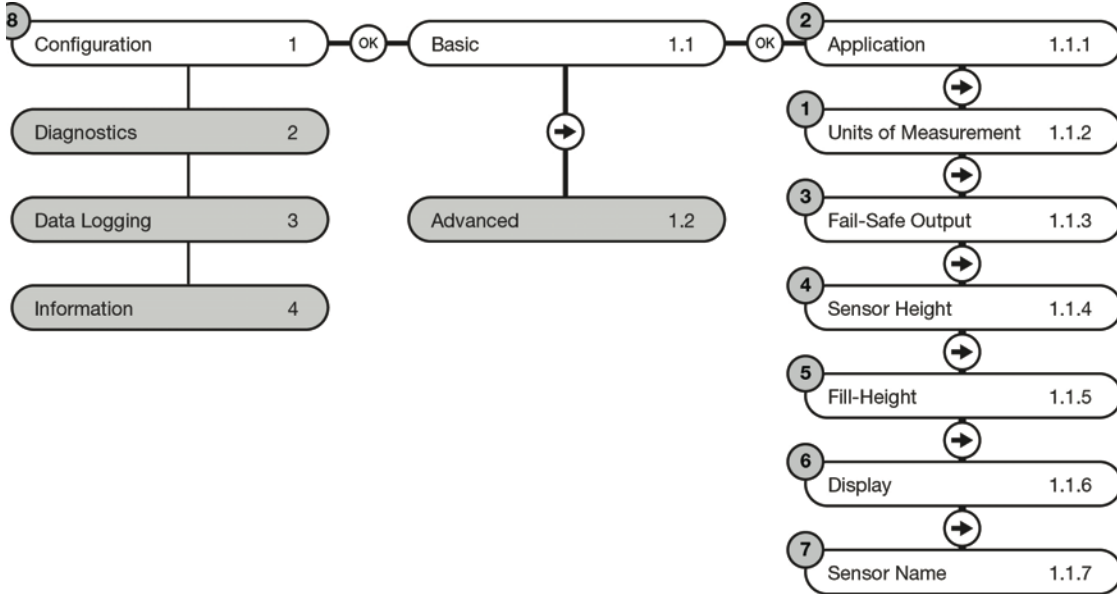 8
Configuration 1
OK
Basic 1.1
OK
2
Application 1.1.1
Diagnostics 2
1
Units of Measurement 1.1.2
Data Logging 3
Advanced 1.2
3
Fail-Safe Output 1.1.3
Information 4
4
Sensor Height 1.1.4
5
Fill-Height 1.1.5
6
Display 1.1.6
7
Sensor Name 1.1.7